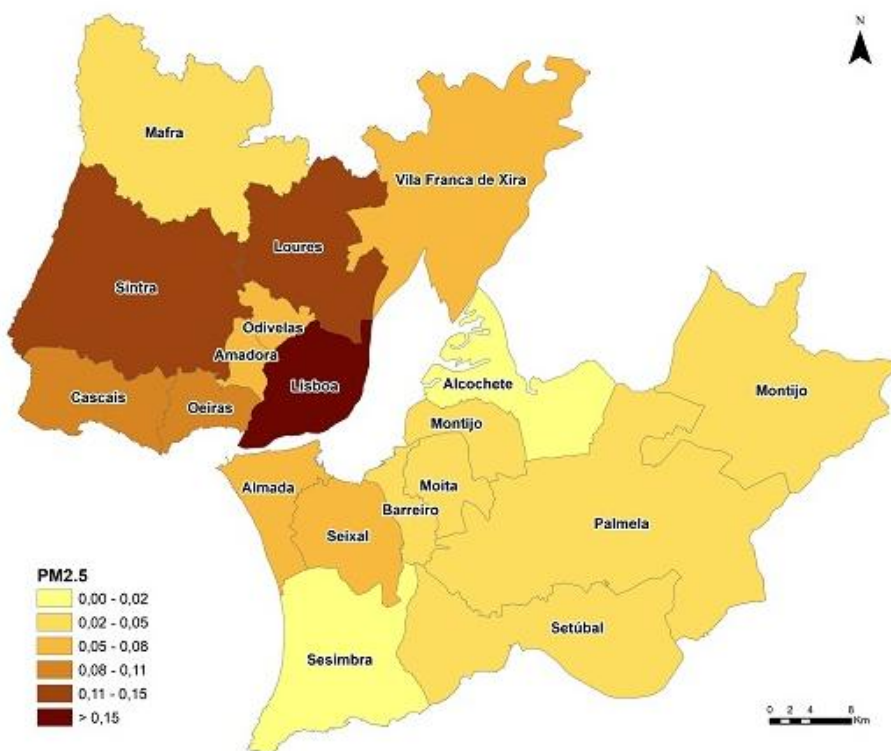 N
Mafra
Vila Franca de Xira
Loures
Sintra
Odivelas
Amadora
Lisboa
Cascais
Oeiras
Alcochete
Montijo
Montijo
Almada
Moita
Barreiro
Seixal
Palmela
Setúbal
Sesimbra
PM2.5
0,00 - 0,02
0,02 - 0,05
0,05 - 0,08
0,08 - 0,11
0,11 - 0,15
> 0,15
0 2 4 8
Km